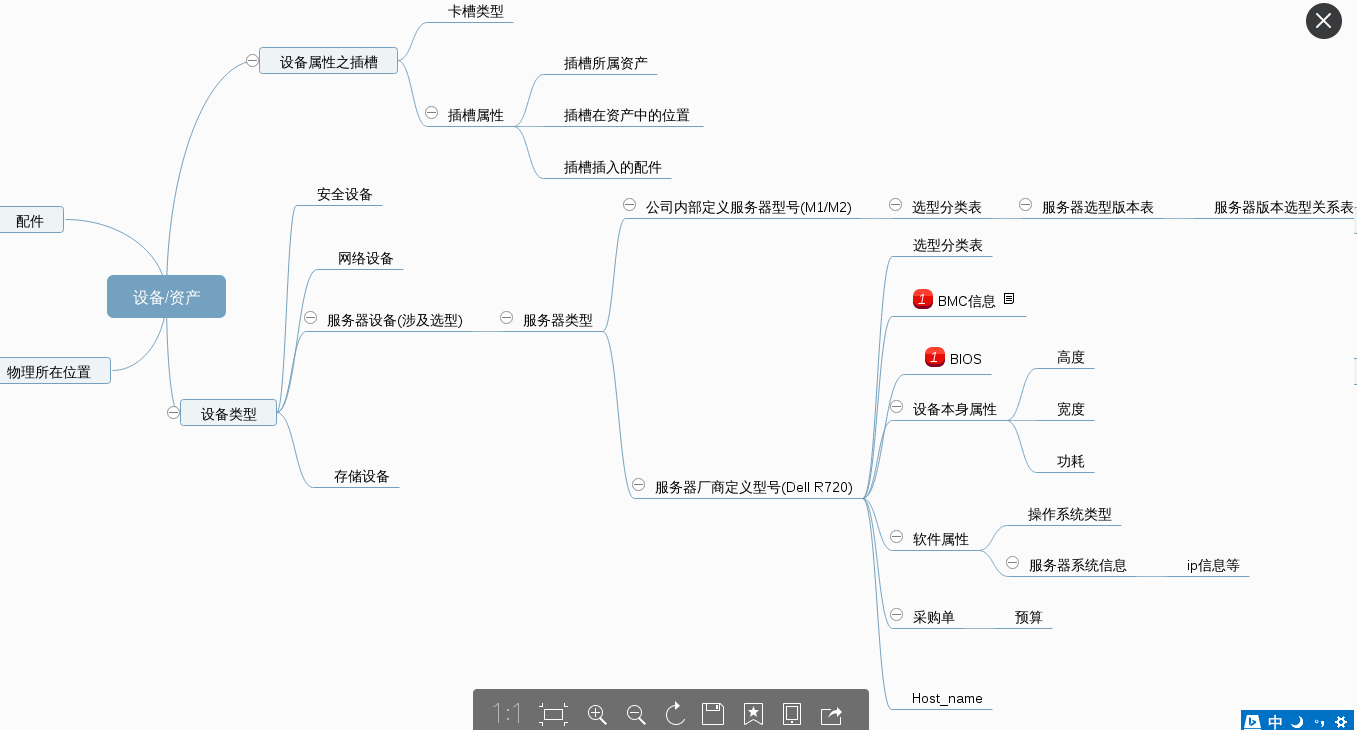 卡槽类型
设备属性之插槽
插槽所属资产
插槽属性
插槽在资产中的位置
插槽插入的配件
安全设备
公司内部定义服务器型号(M1/M2)
选型分类表
服务器选型版本表
服务器版本选型关系表
配件
选型分类表
网络设备
设备/资产
1 BMC信息
服务器设备(涉及选型)
服务器类型
1 BIOS
高度
物理所在位置
设备本身属性
宽度
设备类型
功耗
存储设备
服务器厂商定义型号(Dell R720)
操作系统类型
软件属性
服务器系统信息
ip信息等
采购单
预算
Host_name
1:1
中